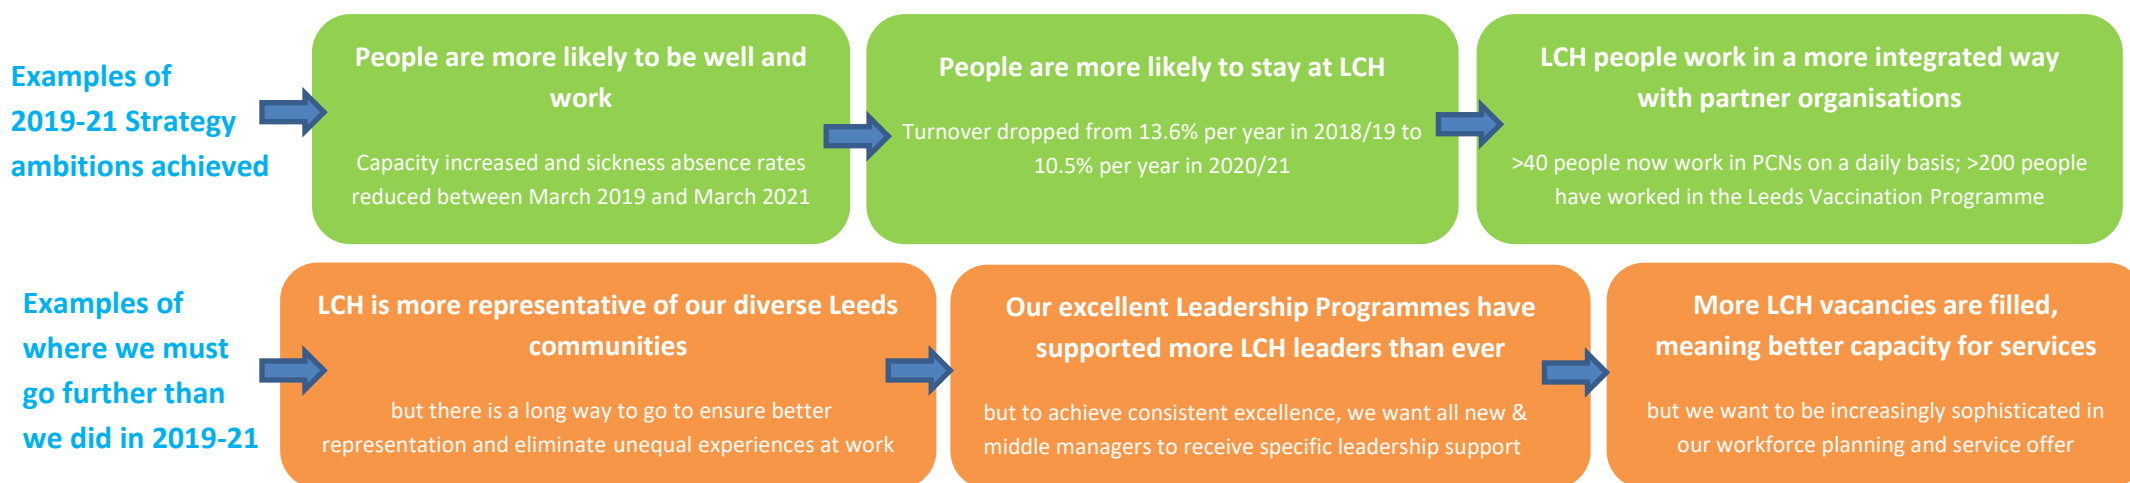 Examples of
2019-21 Strategy
ambitions achieved
People are more likely to be well and
work
Capacity increased and sickness absence rates
reduced between March 2019 and March 2021
People are more likely to stay at LCH
Turnover dropped from 13.6% per year in 2018/19 to
10.5% per year in 2020/21
LCH people work in a more integrated way
with partner organisations
>40 people now work in PCNs on a daily basis; >200 people
have worked in the Leeds Vaccination Programme
Examples of
where we must
go further than
we did in 2019-21
LCH is more representative of our diverse Leeds
communities
but there is a long way to go to ensure better
representation and eliminate unequal experiences at work
Our excellent Leadership Programmes have
supported more LCH leaders than ever
but to achieve consistent excellence, we want all new &
middle managers to receive specific leadership support
More LCH vacancies are filled,
meaning better capacity for services
but we want to be increasingly sophisticated in
our workforce planning and service offer